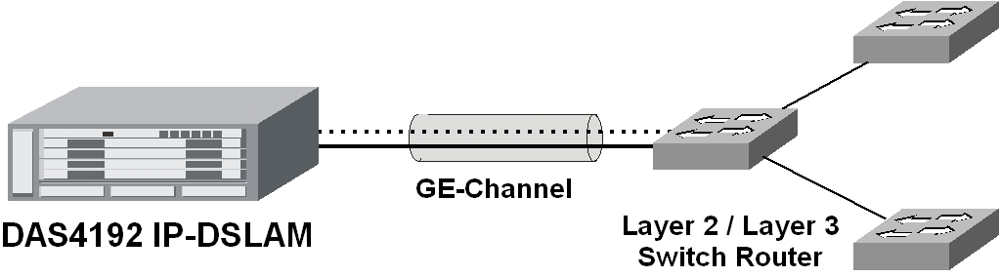 GE-Channel
DAS4192 IP-DSLAM
Layer 2 / Layer 3
Switch Router